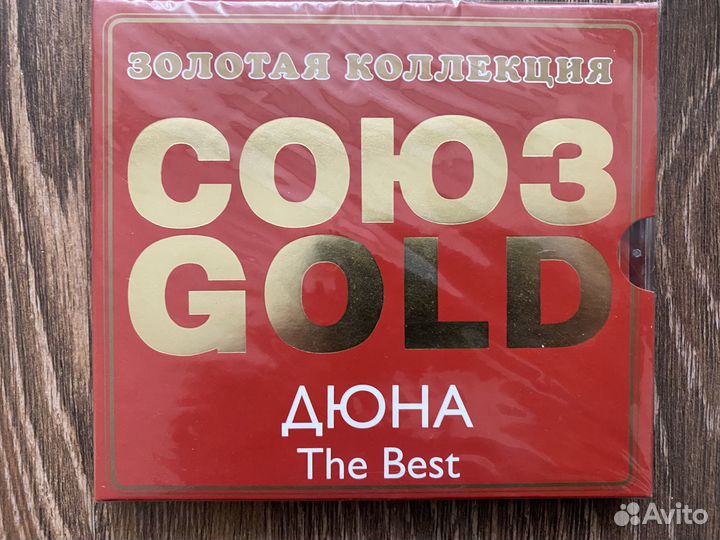 ЗОЛОТАЯ КОЛЛЕКЦИЯ
СОЮЗ
GOLD
ДЮНА
The Best
Avito